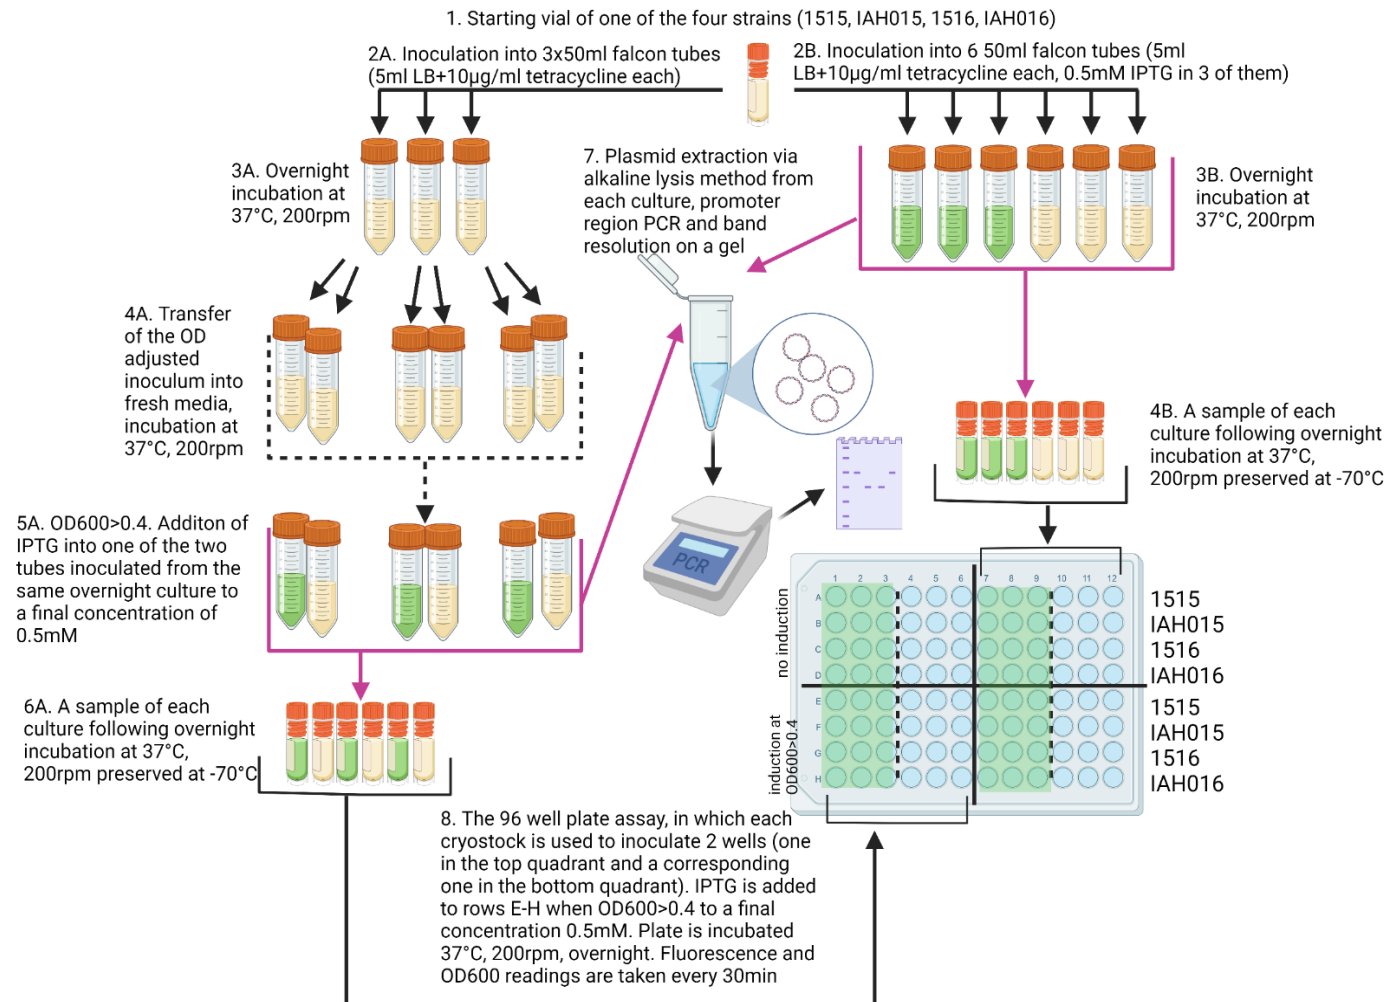 1. Starting vial of one of the four strains (1515, IAH015, 1516, IAH016)
2A. Inoculation into 3x50ml falcon tubes
(5ml LB+10µg/ml tetracycline each)
2B. Inoculation into 6 50ml falcon tubes (5ml
LB+10µg/ml tetracycline each, 0.5mM IPTG in 3 of them)
3A. Overnight
incubation at
37°C, 200rpm
7. Plasmid extraction via
alkaline lysis method from
each culture, promoter
region PCR and band
resolution on a gel
3B. Overnight
incubation at
37°C, 200rpm
4A. Transfer
of the OD
adjusted
inoculum into
fresh media,
incubation at
37°C, 200rpm
PCR
4B. A sample of each
culture following overnight
incubation at 37°C,
200rpm preserved at -70°C
5A. OD600>0.4. Additon of
IPTG into one of the two
tubes inoculated from the
same overnight culture to
a final concentration of
0.5mM
6A. A sample of each
culture following overnight
incubation at 37°C,
200rpm preserved at -70°C
1 2 3 4 5 6 7 8 9 10 11 12
A
B
C
D
E
F
G
H
no induction
induction at
OD600>0.4
1515
IAH015
1516
IAH016
1515
IAH015
1516
IAH016
8. The 96 well plate assay, in which each
cryostock is used to inoculate 2 wells (one
in the top quadrant and a corresponding
one in the bottom quadrant). IPTG is added
to rows E-H when OD600>0.4 to a final
concentration 0.5mM. Plate is incubated
37°C, 200rpm, overnight. Fluorescence and
OD600 readings are taken every 30min